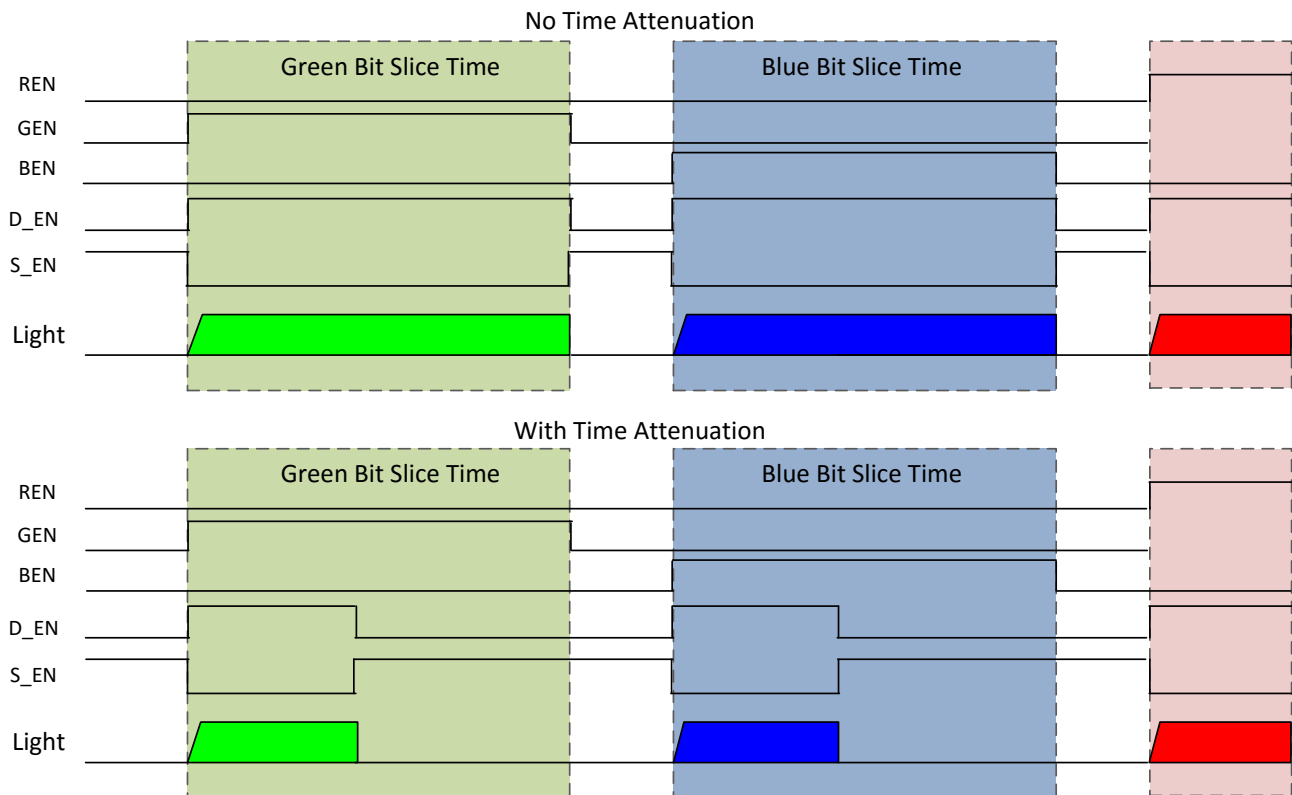 No Time Attenuation
Green Bit Slice Time
Blue Bit Slice Time
REN
GEN
BEN
D_EN
S_EN
Light
With Time Attenuation
Green Bit Slice Time
Blue Bit Slice Time
REN
GEN
BEN
D_EN
S_EN
Light